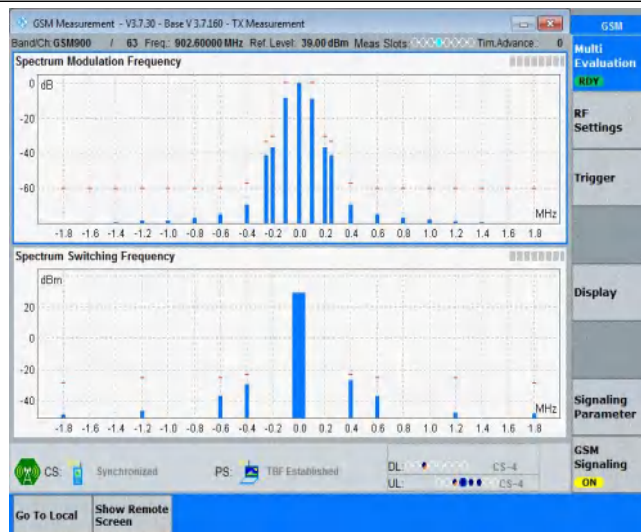 GSM Measurement - V3.7.30 - Base V 3.7.160 - TX Measurement
GSM
Band/Ch: GSM900 / 63 Freq.: 902.60000 MHz Ref. Level: 39.00 dBm Meas Slots: Tim.Advance: 0
Multi
Evaluation
RDY
Spectrum Modulation Frequency
0 dB
-20
-40
-60
MHz
-1.8 -1.6 -1.4 -1.2 -1.0 -0.8 -0.6 -0.4 -0.2 0.0 0.2 0.4 0.6 0.8 1.0 1.2 1.4 1.6 1.8
RF
Settings
Trigger
Spectrum Switching Frequency
dBm
20
0
-20
-40
MHz
-1.8 -1.6 -1.4 -1.2 -1.0 -0.8 -0.6 -0.4 -0.2 0.0 0.2 0.4 0.6 0.8 1.0 1.2 1.4 1.6 1.8
Display
Signaling
Parameter
CS: Synchronized PS: TBF Established DL: CS-4
UL: CS-4
GSM
Signaling
ON
Go To Local
Show Remote
Screen